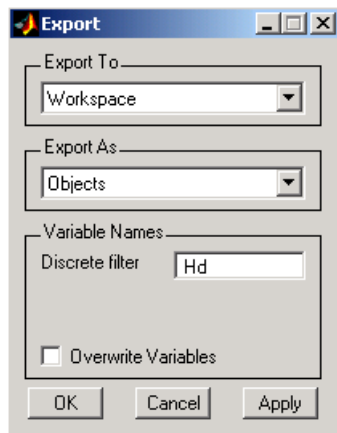 Export
Export To
Workspace
Export As
Objects
Variable Names
Discrete filter Hd
Overwrite Variables
OK Cancel Apply